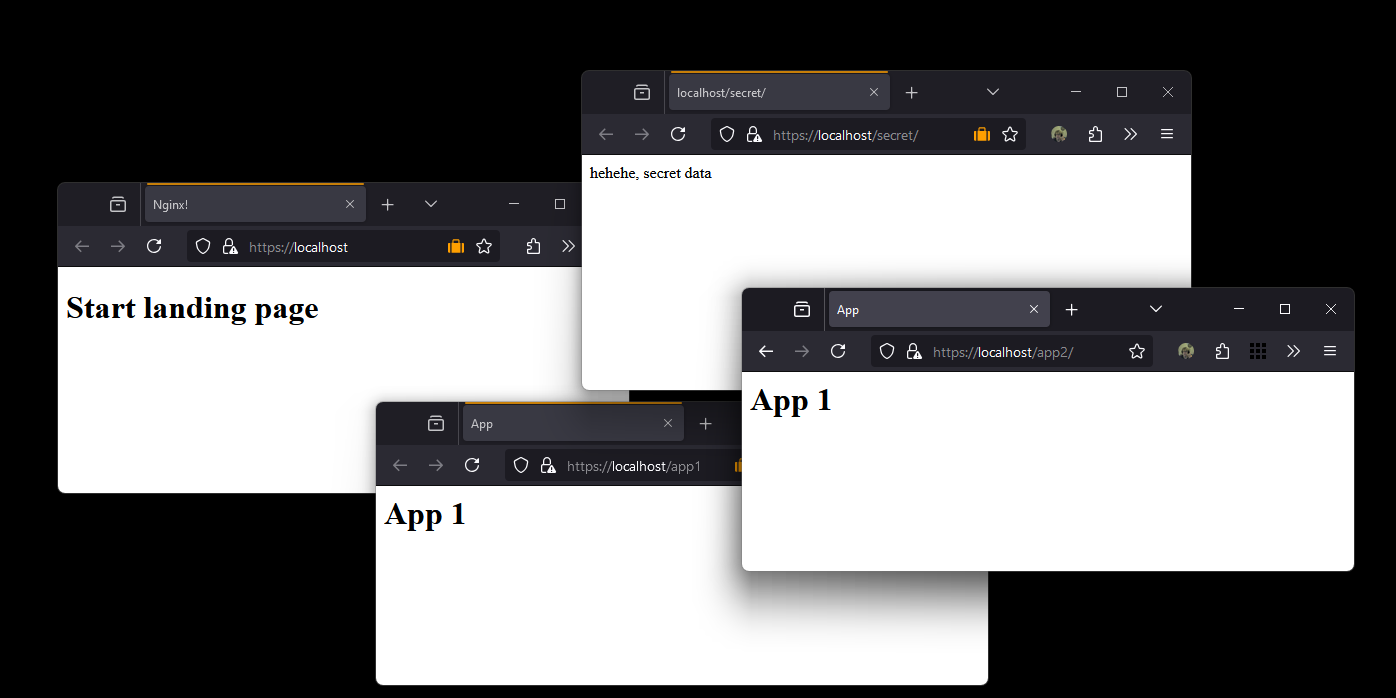 localhost/secret/
https://localhost/secret/
hehehe, secret data
Nginx!
https://localhost
Start landing page
App
https://localhost/app2/
App 1
App
https://localhost/app1
App 1